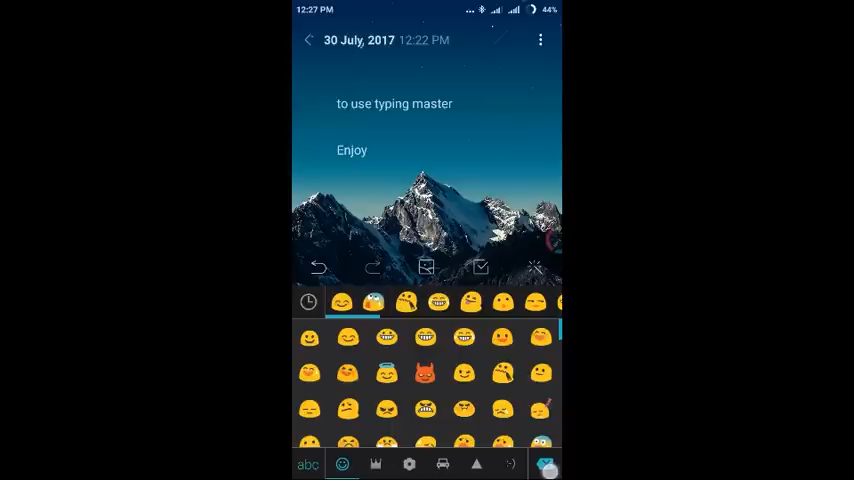 12:27 PM 44%
30 July, 2017 12:22 PM
to use typing master
Enjoy
abc :-)